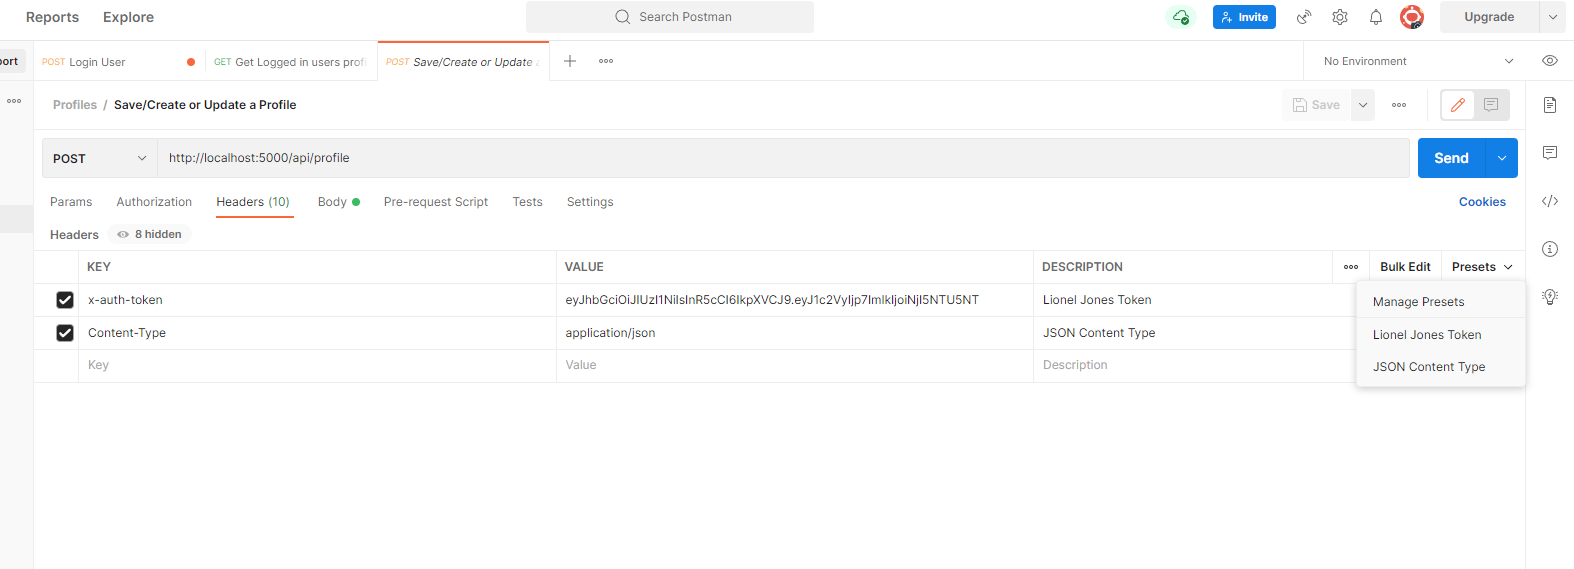 Reports Explore Search Postman Invite Upgrade
port POST Login User GET Get Logged in users prof POST Save/Create or Update a No Environment
Profiles / Save/Create or Update a Profile Save
POST http://localhost:5000/api/profile Send
Params Authorization Headers (10) Body Pre-request Script Tests Settings Cookies
Headers 8 hidden
KEY VALUE DESCRIPTION Bulk Edit Presets
x-auth-token Lionel Jones Token
Manage Presets
Content-Type application/json JSON Content Type
Lionel Jones Token
Key Value Description
JSON Content Type